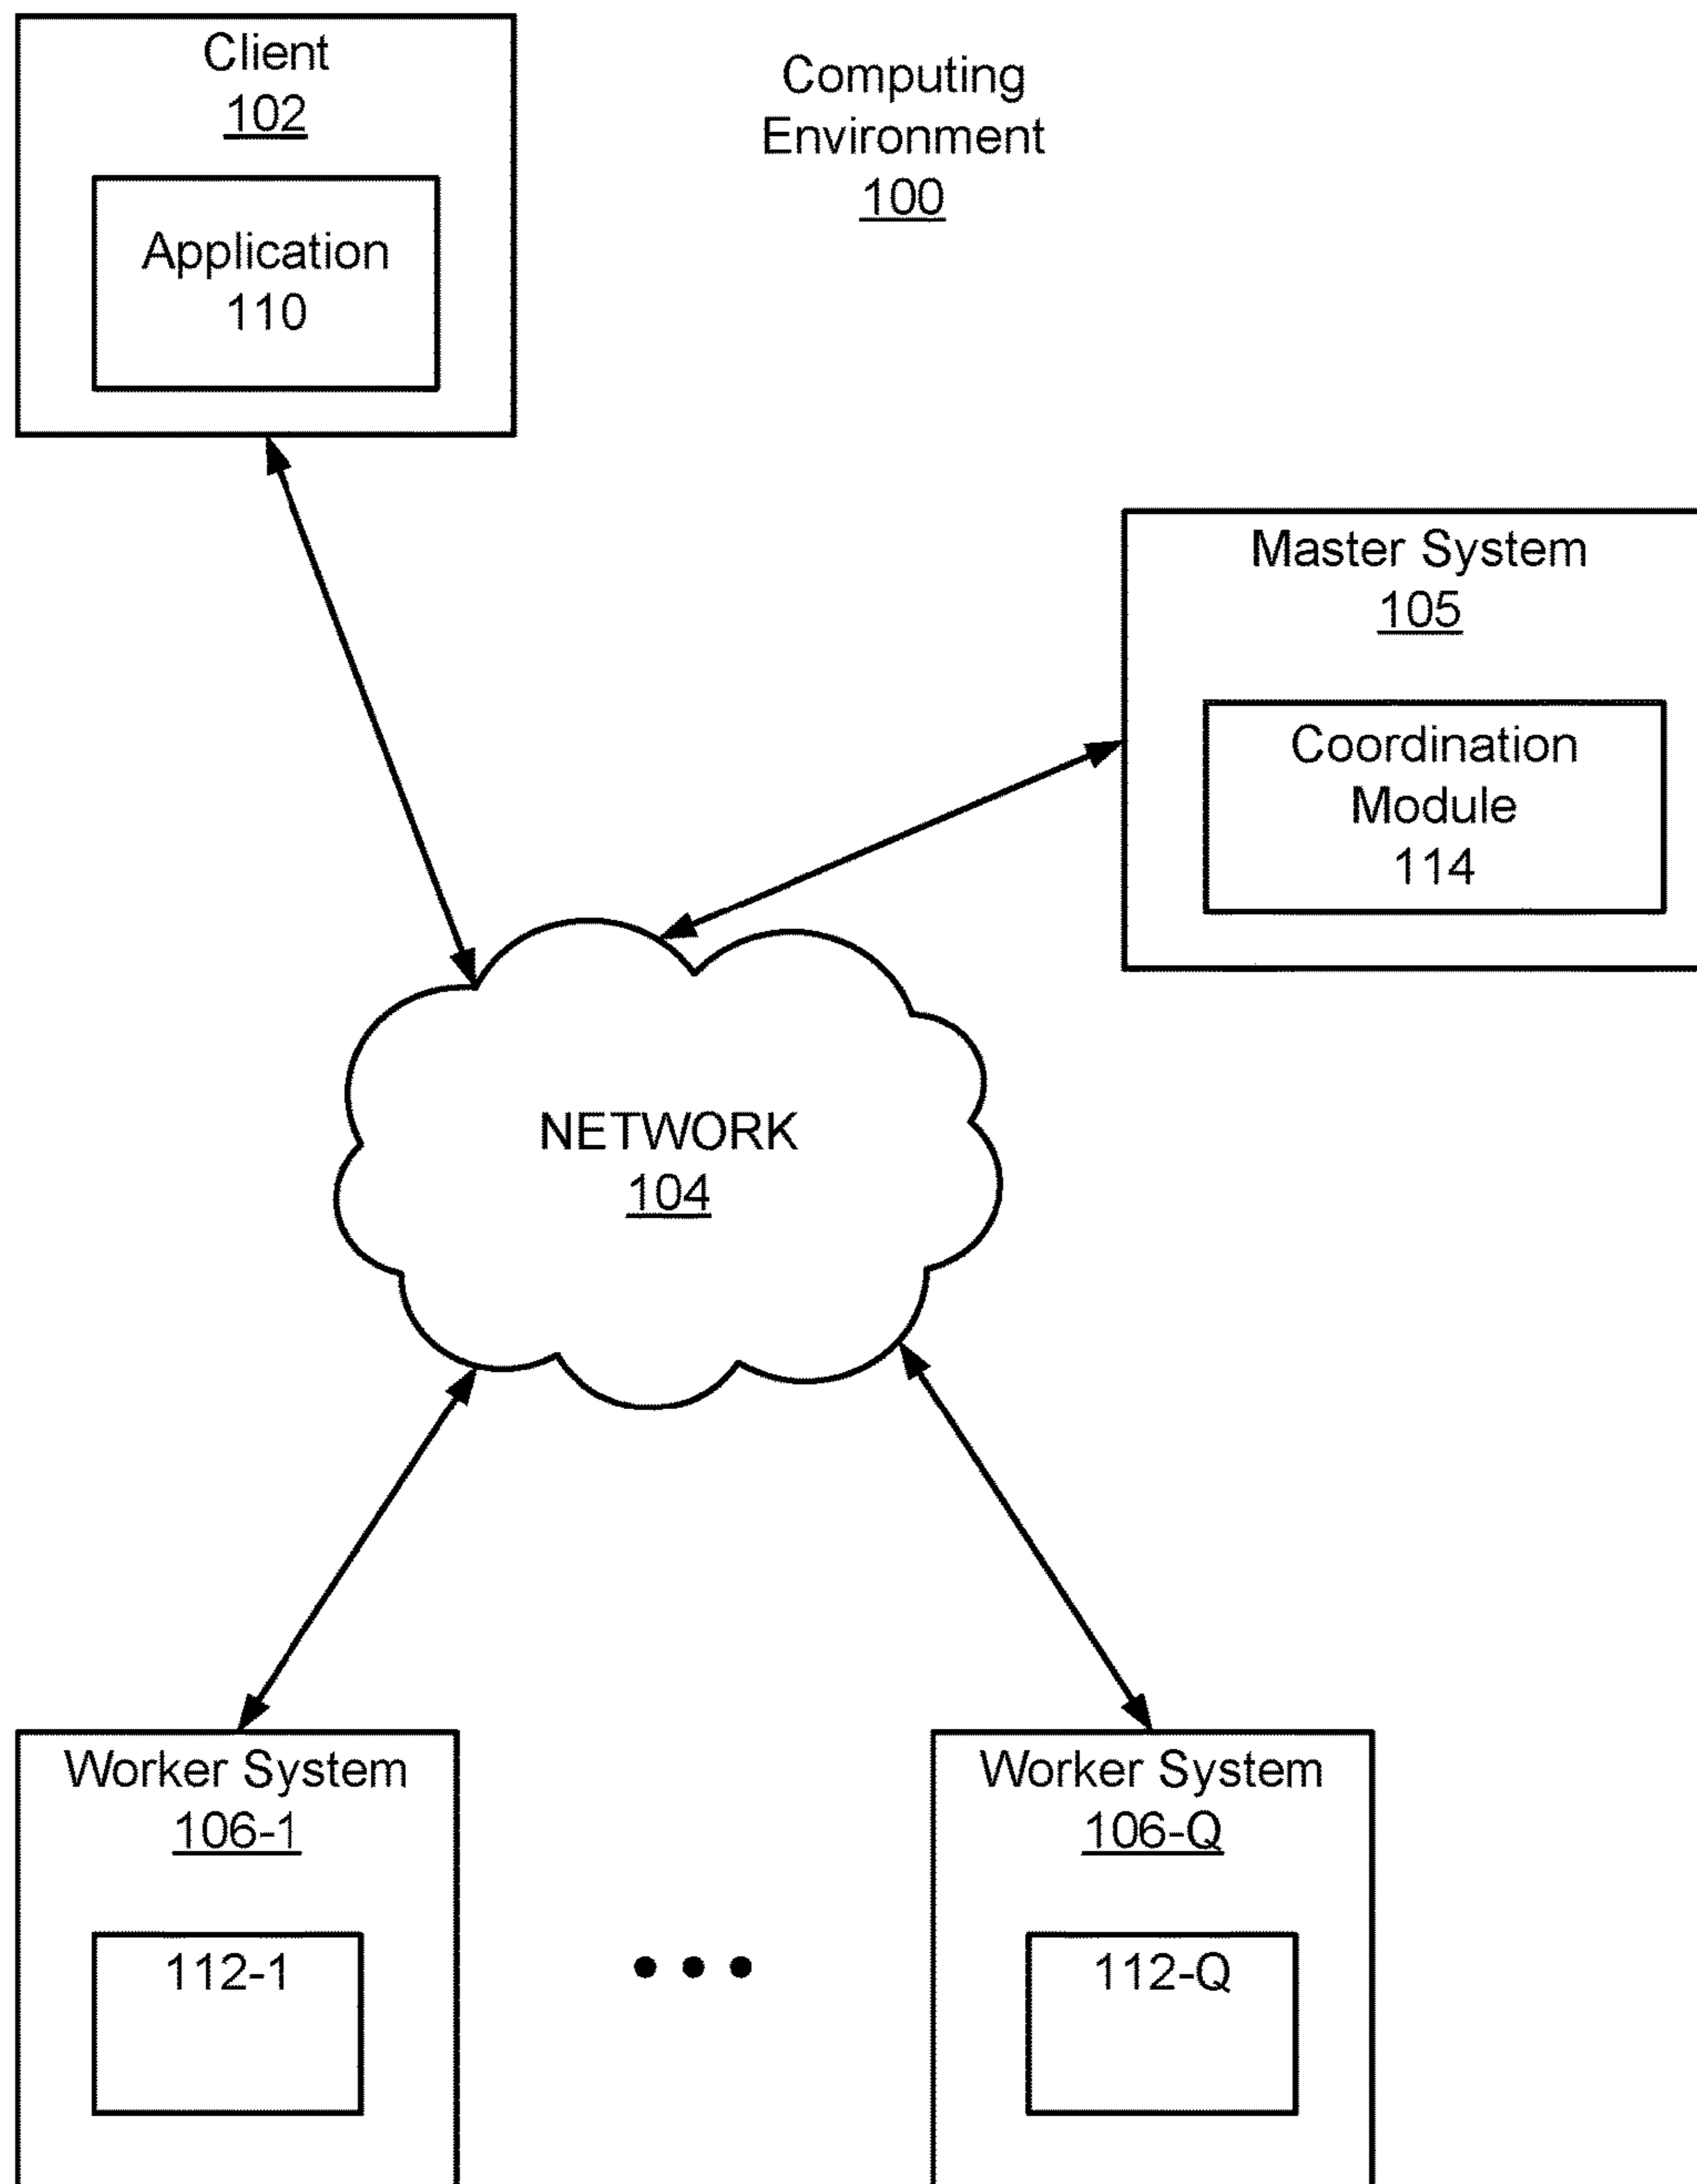 Client
102
Application
110
Computing
Environment
100
Master System
105
Coordination
Module
114
NETWORK
104
Worker System
106-1
112-1
Worker System
106-Q
112-Q